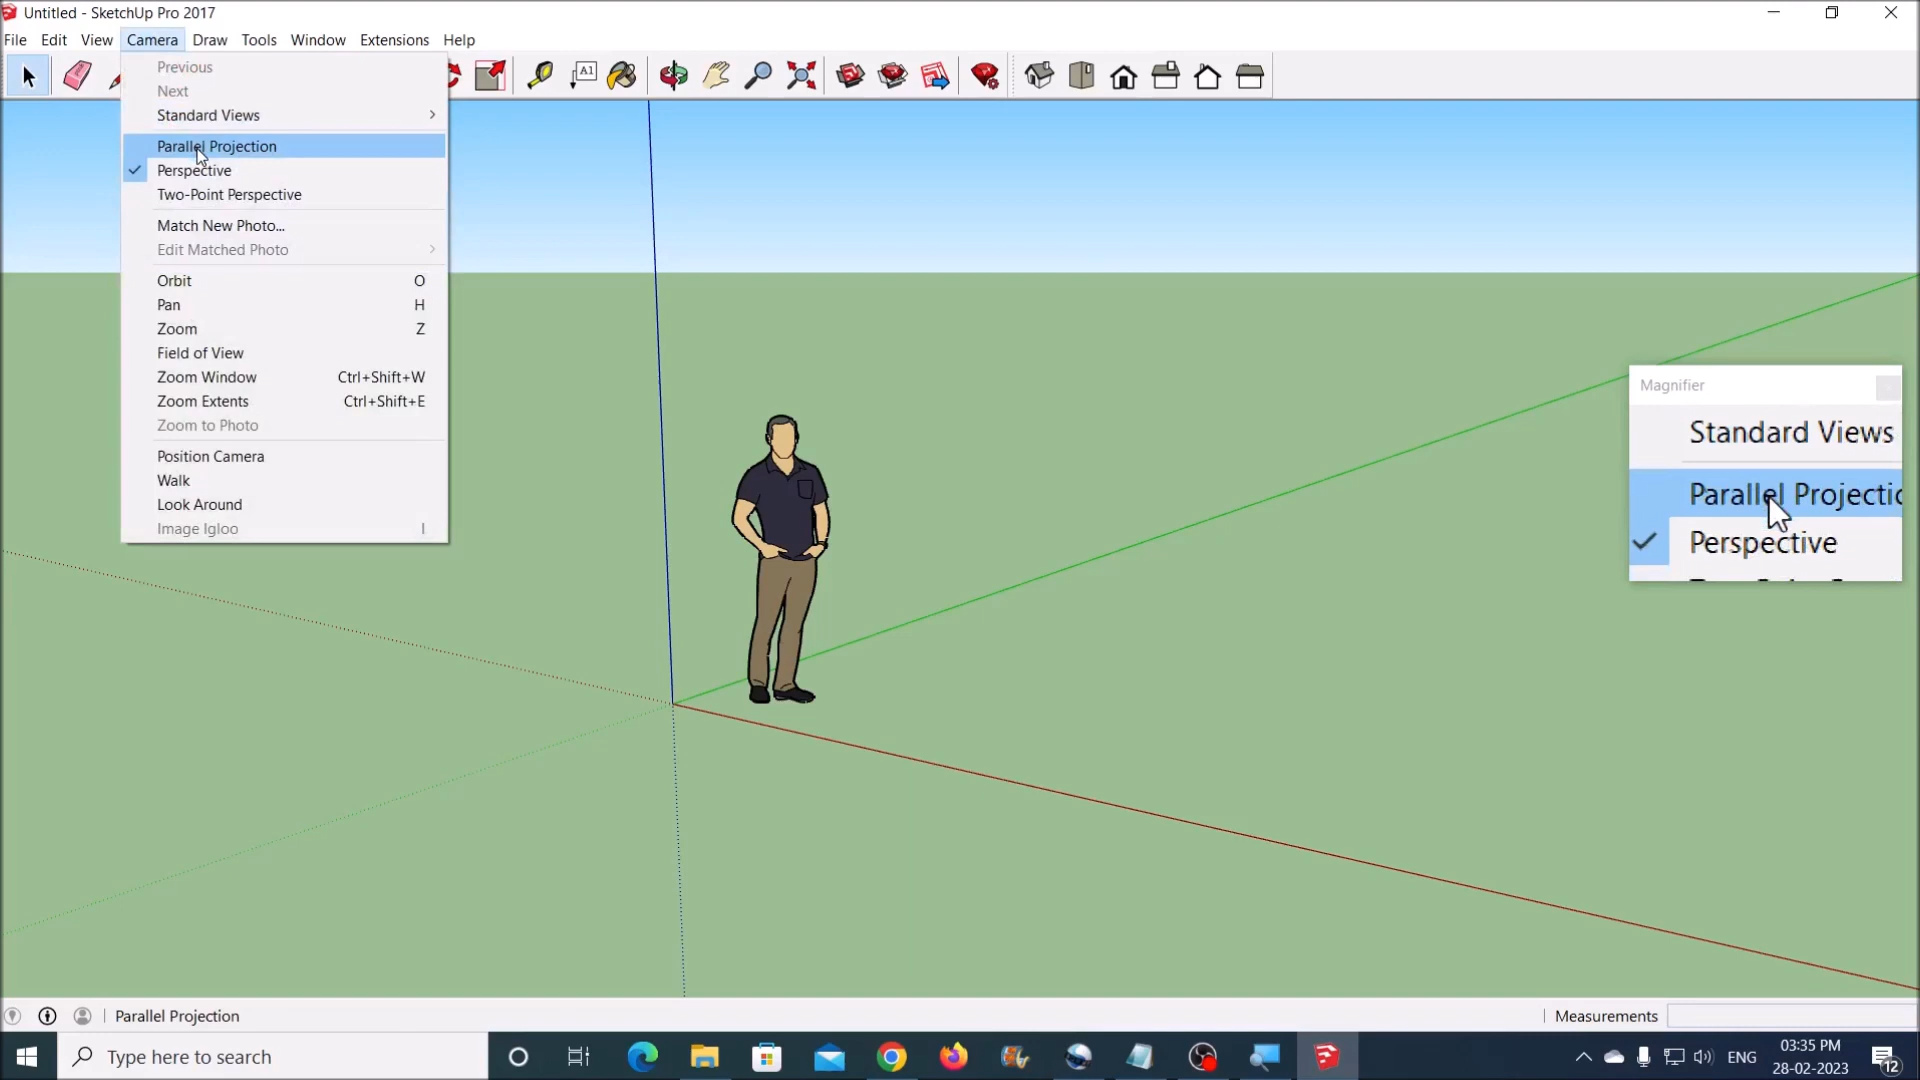 Untitled - SketchUp Pro 2017
File Edit View Camera Draw Tools Window Extensions Help
A1
Previous
Next
Standard Views
Parallel Projection
Perspective
Two-Point Perspective
Match New Photo...
Edit Matched Photo
Orbit O
Pan H
Zoom Z
Field of View
Zoom Window Ctrl+Shift+W
Zoom Extents Ctrl+Shift+E
Zoom to Photo
Position Camera
Walk
Look Around
Image Igloo I
Magnifier
Standard Views
Parallel Projectic
Perspective
Parallel Projection
Measurements
Type here to search
ENG
03:35 PM
28-02-2023
12